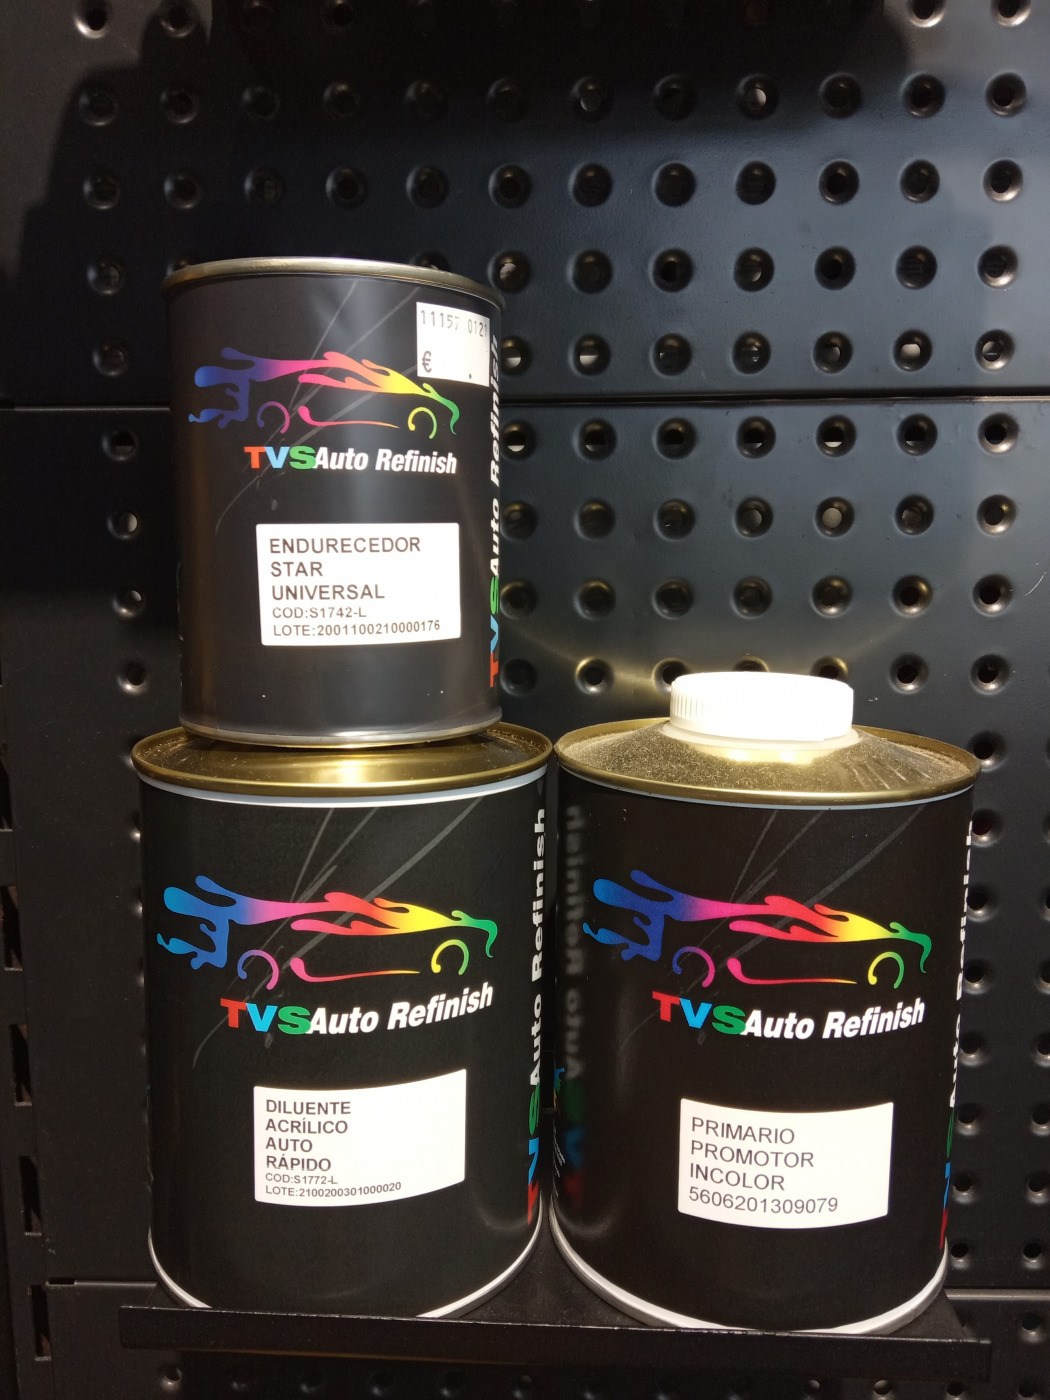 11157 0121
€ .
TVSAuto Refinish
TVSAuto Refinish
ENDURECEDOR
STAR
UNIVERSAL
COD:S1742-L
LOTE:2001100210000176
TVSAuto Refinish
TVSAuto Refinish
DILUENTE
ACRÍLICO
AUTO
RÁPIDO
COD:S1772-L
LOTE:2100200301000020
TVSAuto Refinish
PRIMARIO
PROMOTOR
INCOLOR
5606201309079